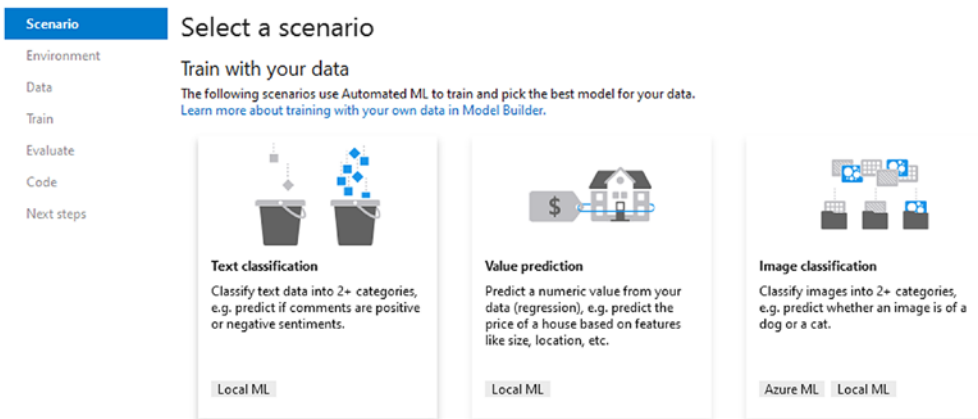 Scenario
Environment
Data
Train
Evaluate
Code
Next steps
Select a scenario
Train with your data
The following scenarios use Automated ML to train and pick the best model for your data.
Learn more about training with your own data in Model Builder.
$
Text classification
Classify text data into 2+ categories,
e.g. predict if comments are positive
or negative sentiments.
Local ML
Value prediction
Predict a numeric value from your
data (regression), e.g. predict the
price of a house based on features
like size, location, etc.
Local ML
Image classification
Classify images into 2+ categories,
e.g. predict whether an image is of a
dog or a cat.
Azure ML
Local ML